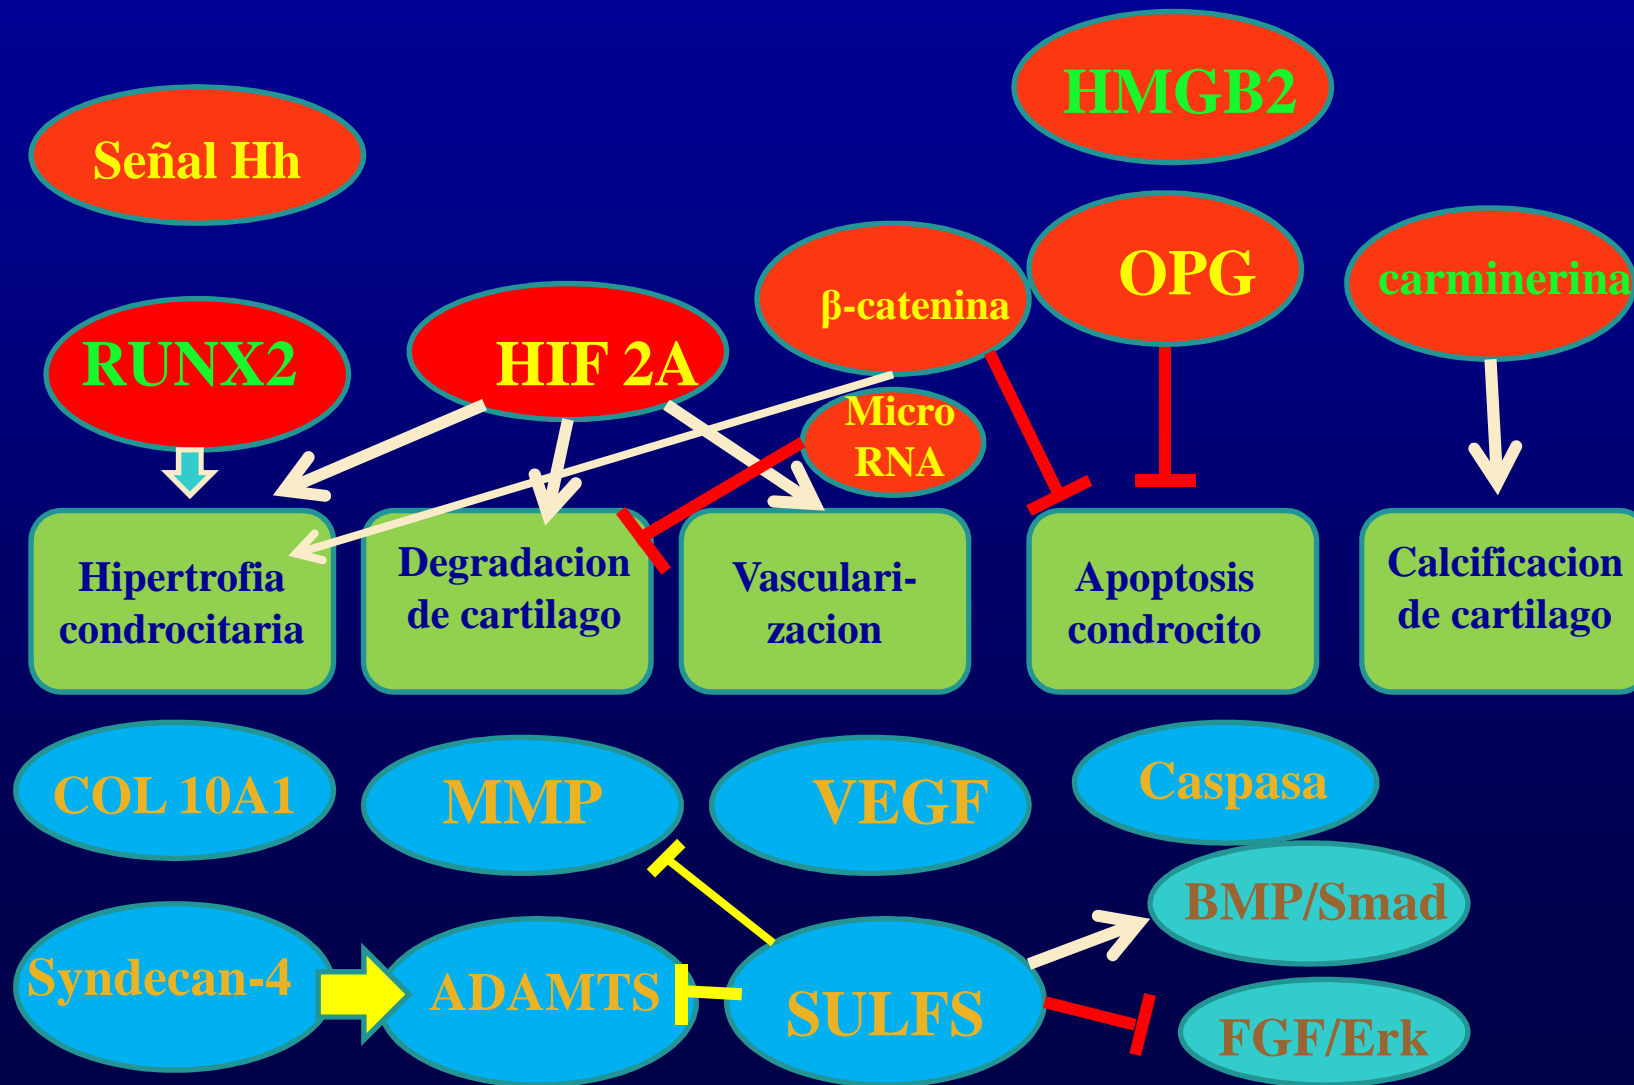 HMGB2
Señal Hh
OPG
carminerina
β-catenina
RUNX2
HIF 2A
Micro
RNA
Hipertrofia
condrocitaria
Degradacion
de cartilago
Vasculari-
zacion
Apoptosis
condrocito
Calcificacion
de cartilago
COL 10A1
MMP
VEGF
Caspasa
BMP/Smad
Syndecan-4
ADAMTS
SULFS
FGF/Erk